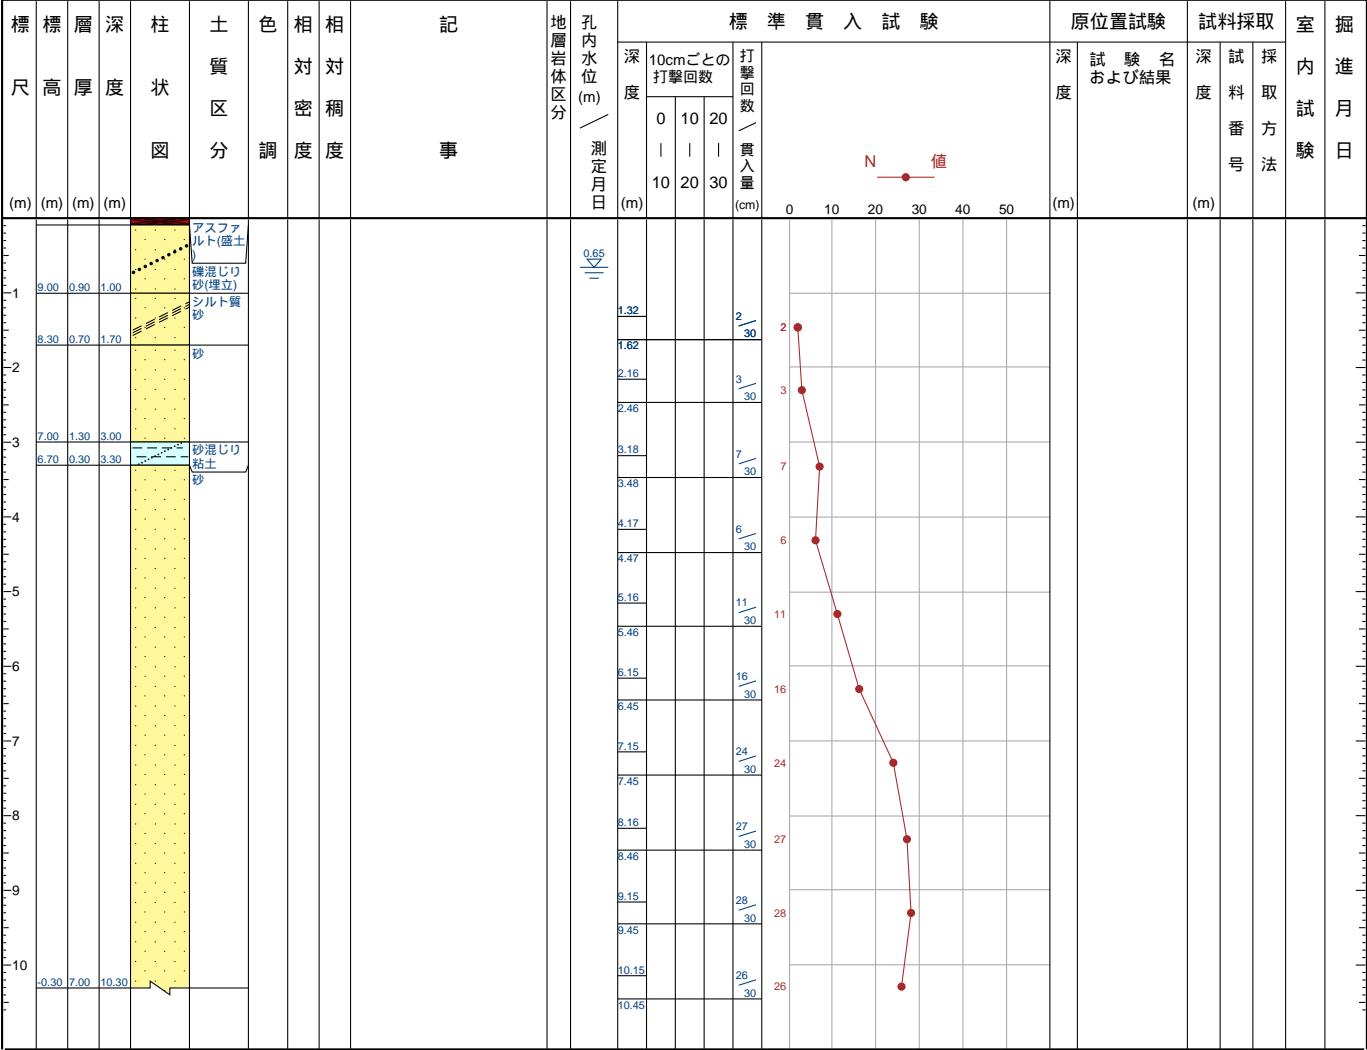 標尺(m)
標高(m)
層厚(m)
深度(m)
柱状図
土質区分
色調
相対密度
相対稠度
記事
地層岩体区分
孔内水位(m)／測定月日
標準貫入試験
深度(m)
10cmごとの
打撃回数
0 10 20
| | |
10 20 30
打撃回数／貫入量(cm)
N 値
0 10 20 30 40 50
原位置試験
深度(m)
試験名
および結果
試料採取
深度(m)
試料番号
採取方法
室内試験
掘進月日
アスファ
ルト(盛土
)
0.65
礫混じり
砂(埋立)
9.00 0.90 1.00
1
シルト質
砂
1.32 2/30 2
1.62
8.30 0.70 1.70
砂
2
2.16 3/30 3
2.46
7.00 1.30 3.00
3
砂混じり
粘土
6.70 0.30 3.30
3.18 7/30 7
3.48
砂
4
4.17 6/30 6
4.47
5
5.16 11/30 11
5.46
6
6.15 16/30 16
6.45
7
7.15 24/30 24
7.45
8
8.16 27/30 27
8.46
9
9.15 28/30 28
9.45
10
10.15 26/30 26
-0.30 7.00 10.30
10.45